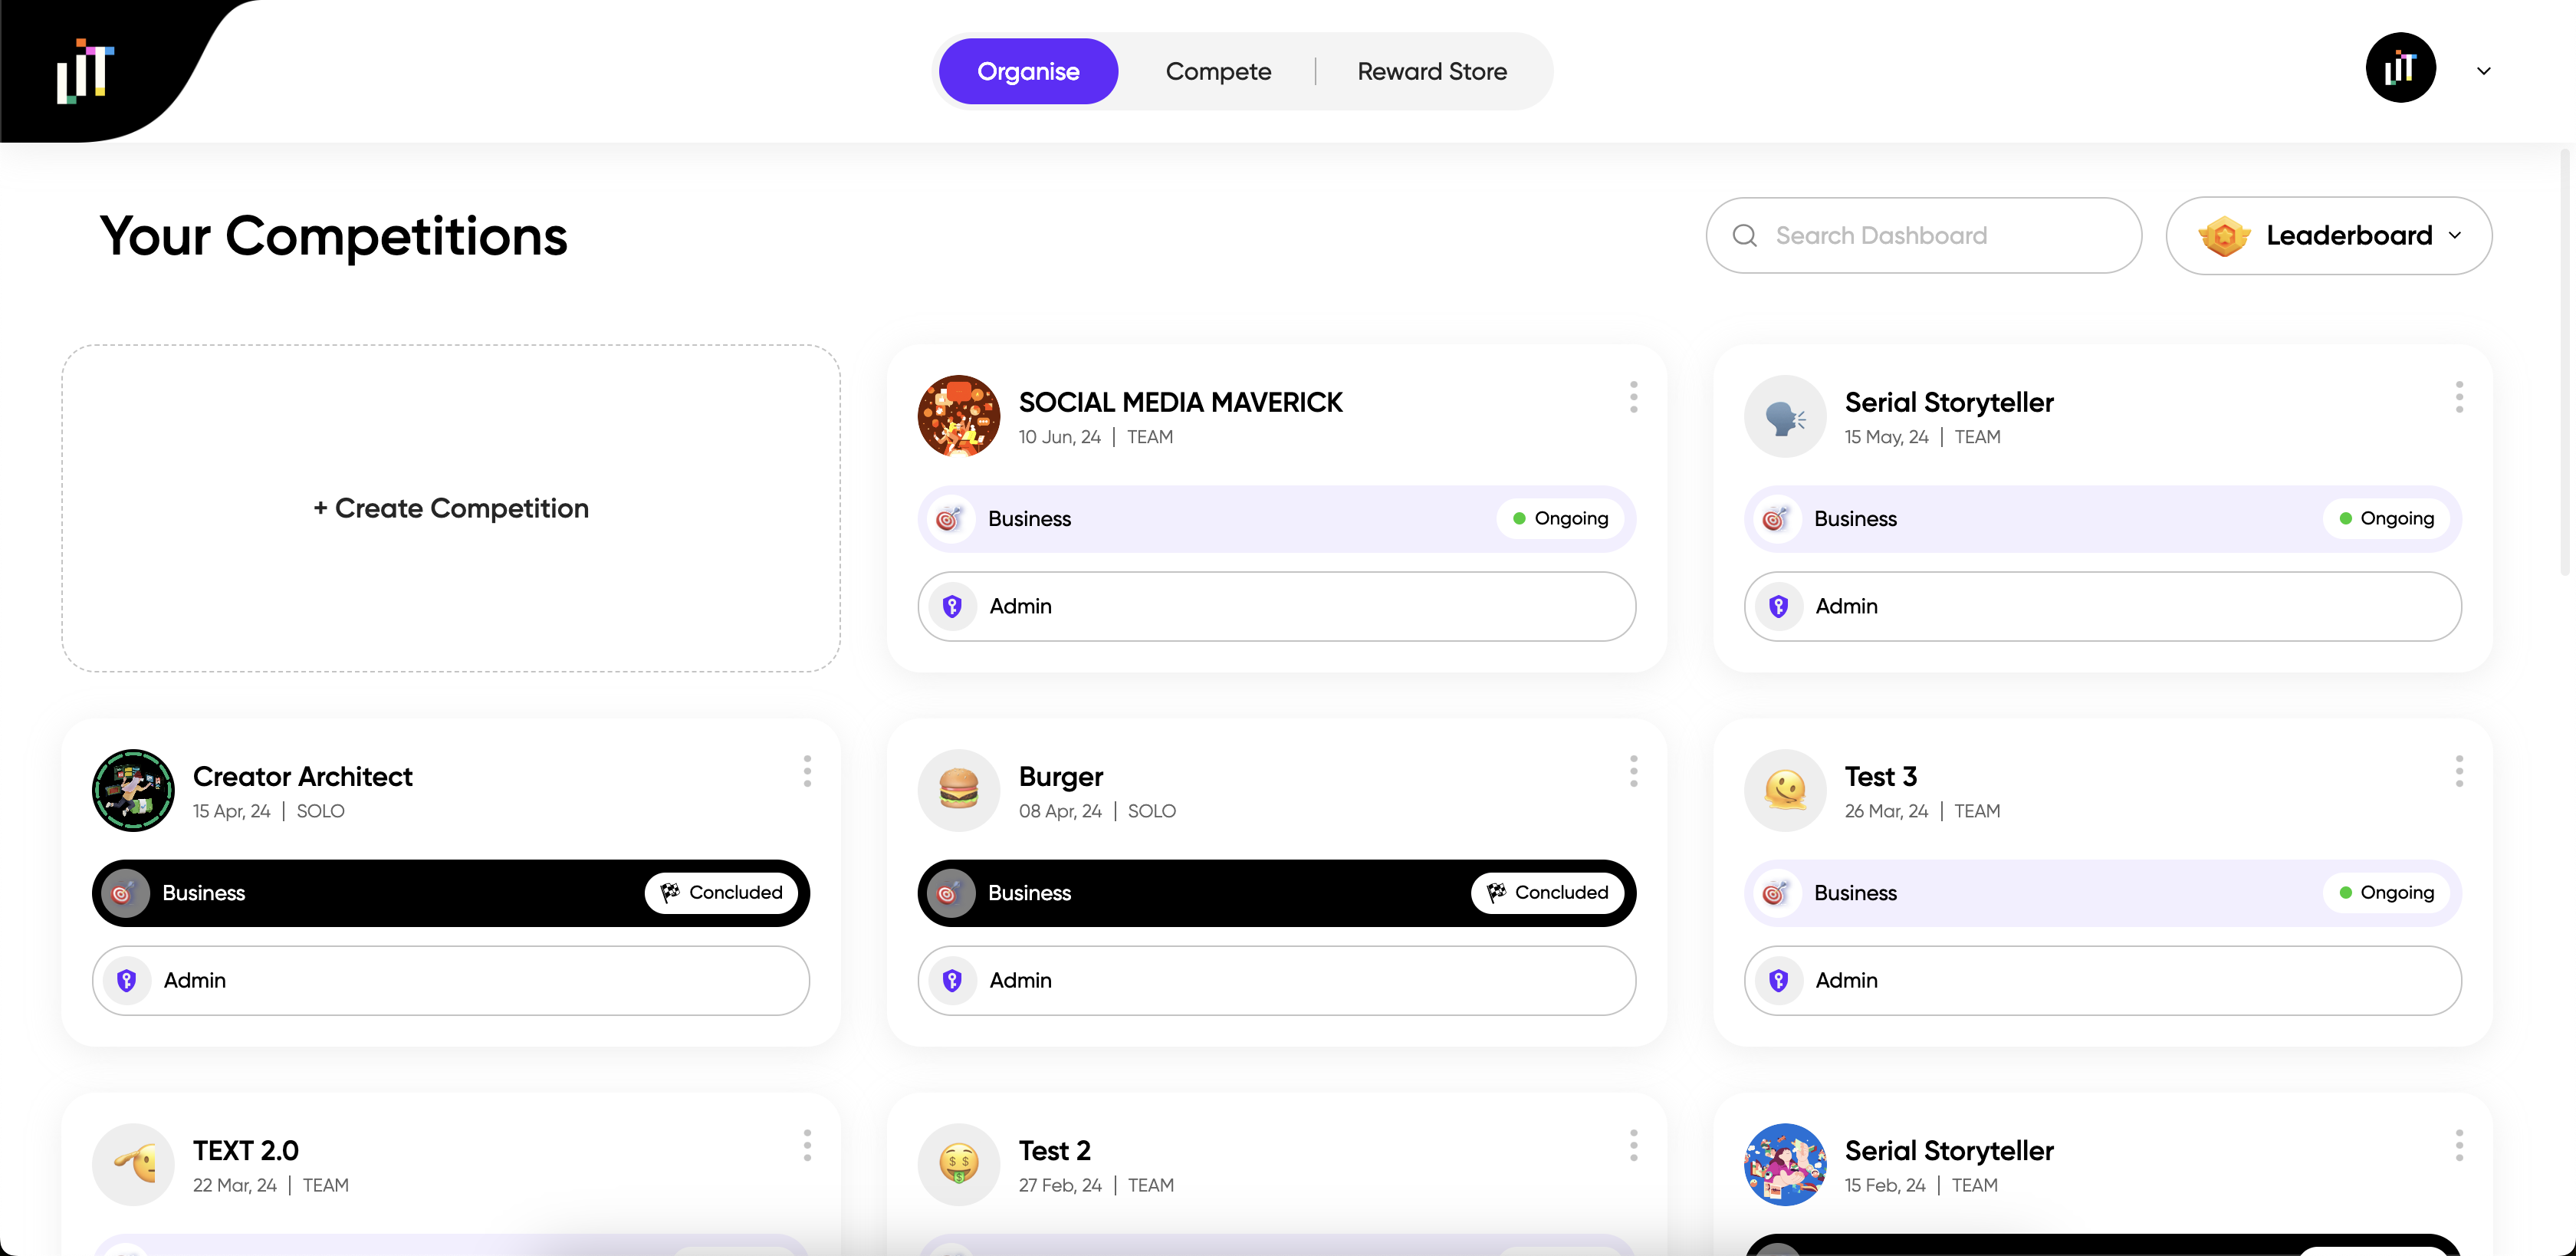 LIT
Organise
Compete
Reward Store
LIT
Your Competitions
Search Dashboard
Leaderboard
+ Create Competition
SOCIAL MEDIA MAVERICK
10 Jun, 24 | TEAM
Business
Ongoing
Admin
Serial Storyteller
15 May, 24 | TEAM
Business
Ongoing
Admin
Creator Architect
15 Apr, 24 | SOLO
Business
Concluded
Admin
Burger
08 Apr, 24 | SOLO
Business
Concluded
Admin
Test 3
26 Mar, 24 | TEAM
Business
Ongoing
Admin
TEXT 2.0
22 Mar, 24 | TEAM
Test 2
27 Feb, 24 | TEAM
Serial Storyteller
15 Feb, 24 | TEAM